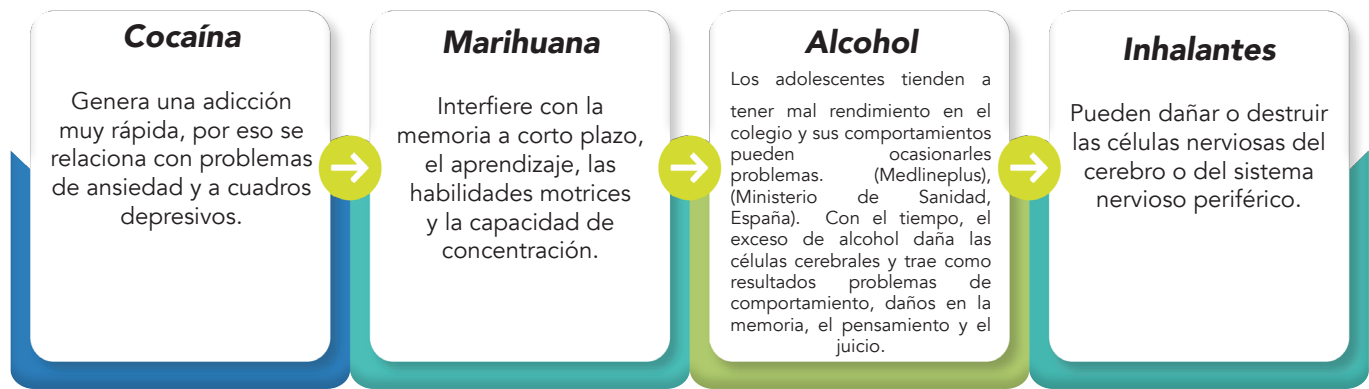 Cocaína
Genera una adicción
muy rápida, por eso se
relaciona con problemas
de ansiedad y a cuadros
depresivos.
Marihuana
Interfiere con la
memoria a corto plazo,
el aprendizaje, las
habilidades motrices
y la capacidad de
concentración.
Alcohol
Los adolescentes tienden a
tener mal rendimiento en el
colegio y sus comportamientos
pueden ocasionarles
problemas. (Medlineplus),
(Ministerio de Sanidad,
España). Con el tiempo, el
exceso de alcohol daña las
células cerebrales y trae como
resultados problemas de
comportamiento, daños en la
memoria, el pensamiento y el
juicio.
Inhalantes
Pueden dañar o destruir
las células nerviosas del
cerebro o del sistema
nervioso periférico.